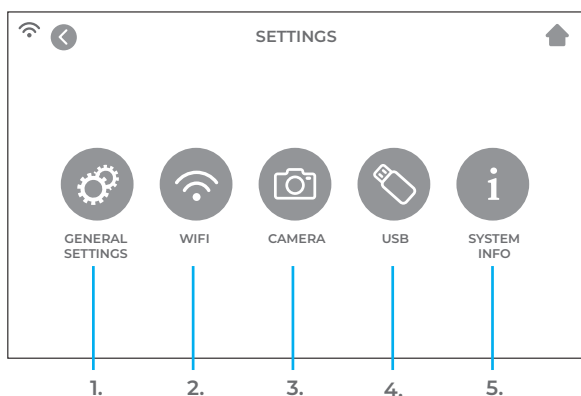 SETTINGS
GENERAL
SETTINGS
WIFI
CAMERA
USB
SYSTEM
INFO
1.
2.
3.
4.
5.